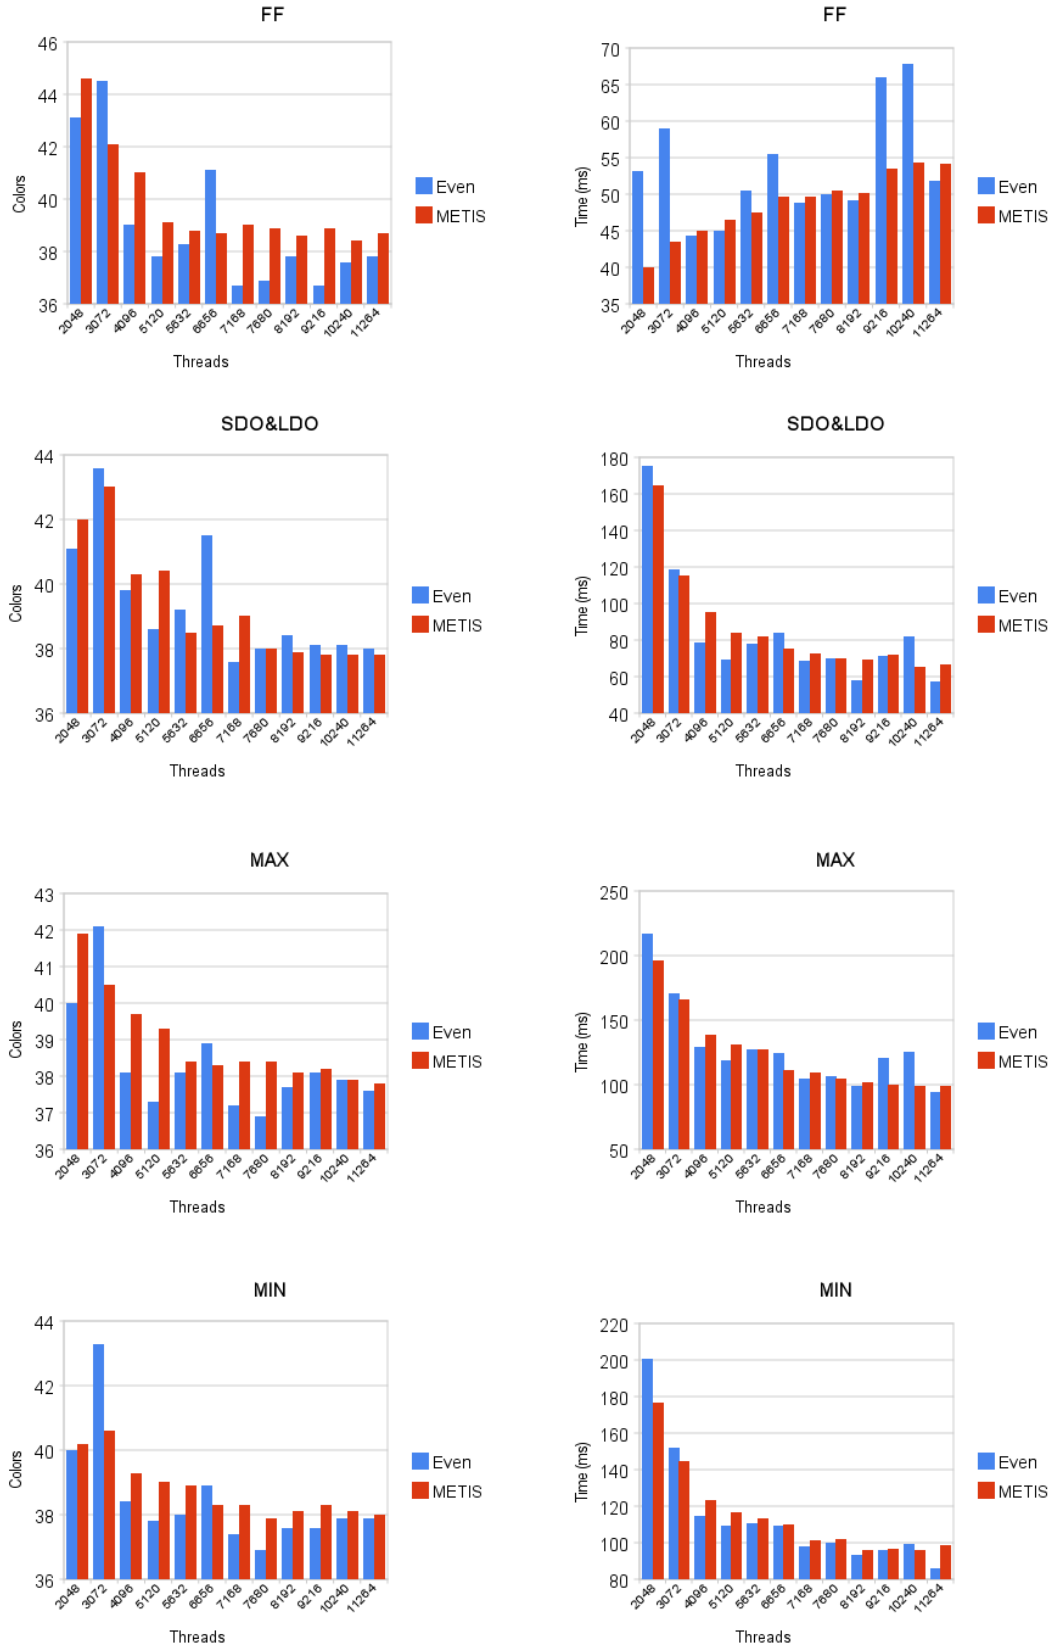 FF
46
44
42
40
38
36
Colors
2048 3072 4096 5120 5632 6656 7168 7680 8192 9216 10240 11264
Threads
Even
METIS
FF
70
65
60
55
50
45
40
35
Time (ms)
2048 3072 4096 5120 5632 6656 7168 7680 8192 9216 10240 11264
Threads
Even
METIS
SDO&LDO
44
42
40
38
36
Colors
2048 3072 4096 5120 5632 6656 7168 7680 8192 9216 10240 11264
Threads
Even
METIS
SDO&LDO
180
160
140
120
100
80
60
40
Time (ms)
2048 3072 4096 5120 5632 6656 7168 7680 8192 9216 10240 11264
Threads
Even
METIS
MAX
43
42
41
40
39
38
37
36
Colors
2048 3072 4096 5120 5632 6656 7168 7680 8192 9216 10240 11264
Threads
Even
METIS
MAX
250
200
150
100
50
Time (ms)
2048 3072 4096 5120 5632 6656 7168 7680 8192 9216 10240 11264
Threads
Even
METIS
MIN
44
42
40
38
36
Colors
2048 3072 4096 5120 5632 6656 7168 7680 8192 9216 10240 11264
Threads
Even
METIS
MIN
220
200
180
160
140
120
100
80
Time (ms)
2048 3072 4096 5120 5632 6656 7168 7680 8192 9216 10240 11264
Threads
Even
METIS